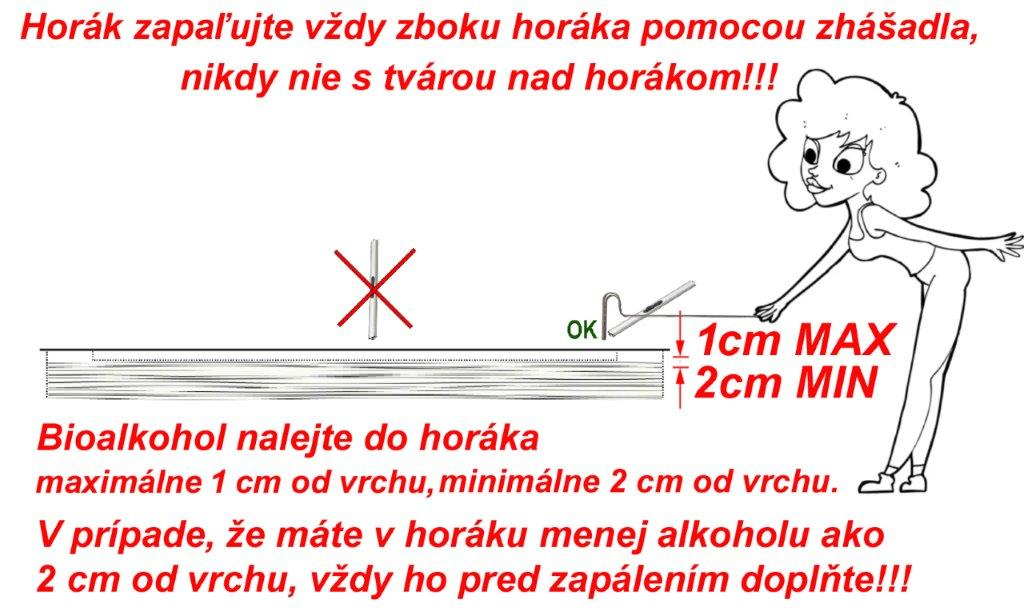 Horák zapaľujte vždy zboku horáka pomocou zhášadla,
nikdy nie s tvárou nad horákom!!!
OK
1cm MAX
2cm MIN
Bioalkohol nalejte do horáka
maximálne 1 cm od vrchu, minimálne 2 cm od vrchu.
V prípade, že máte v horáku menej alkoholu ako
2 cm od vrchu, vždy ho pred zapálením doplňte!!!